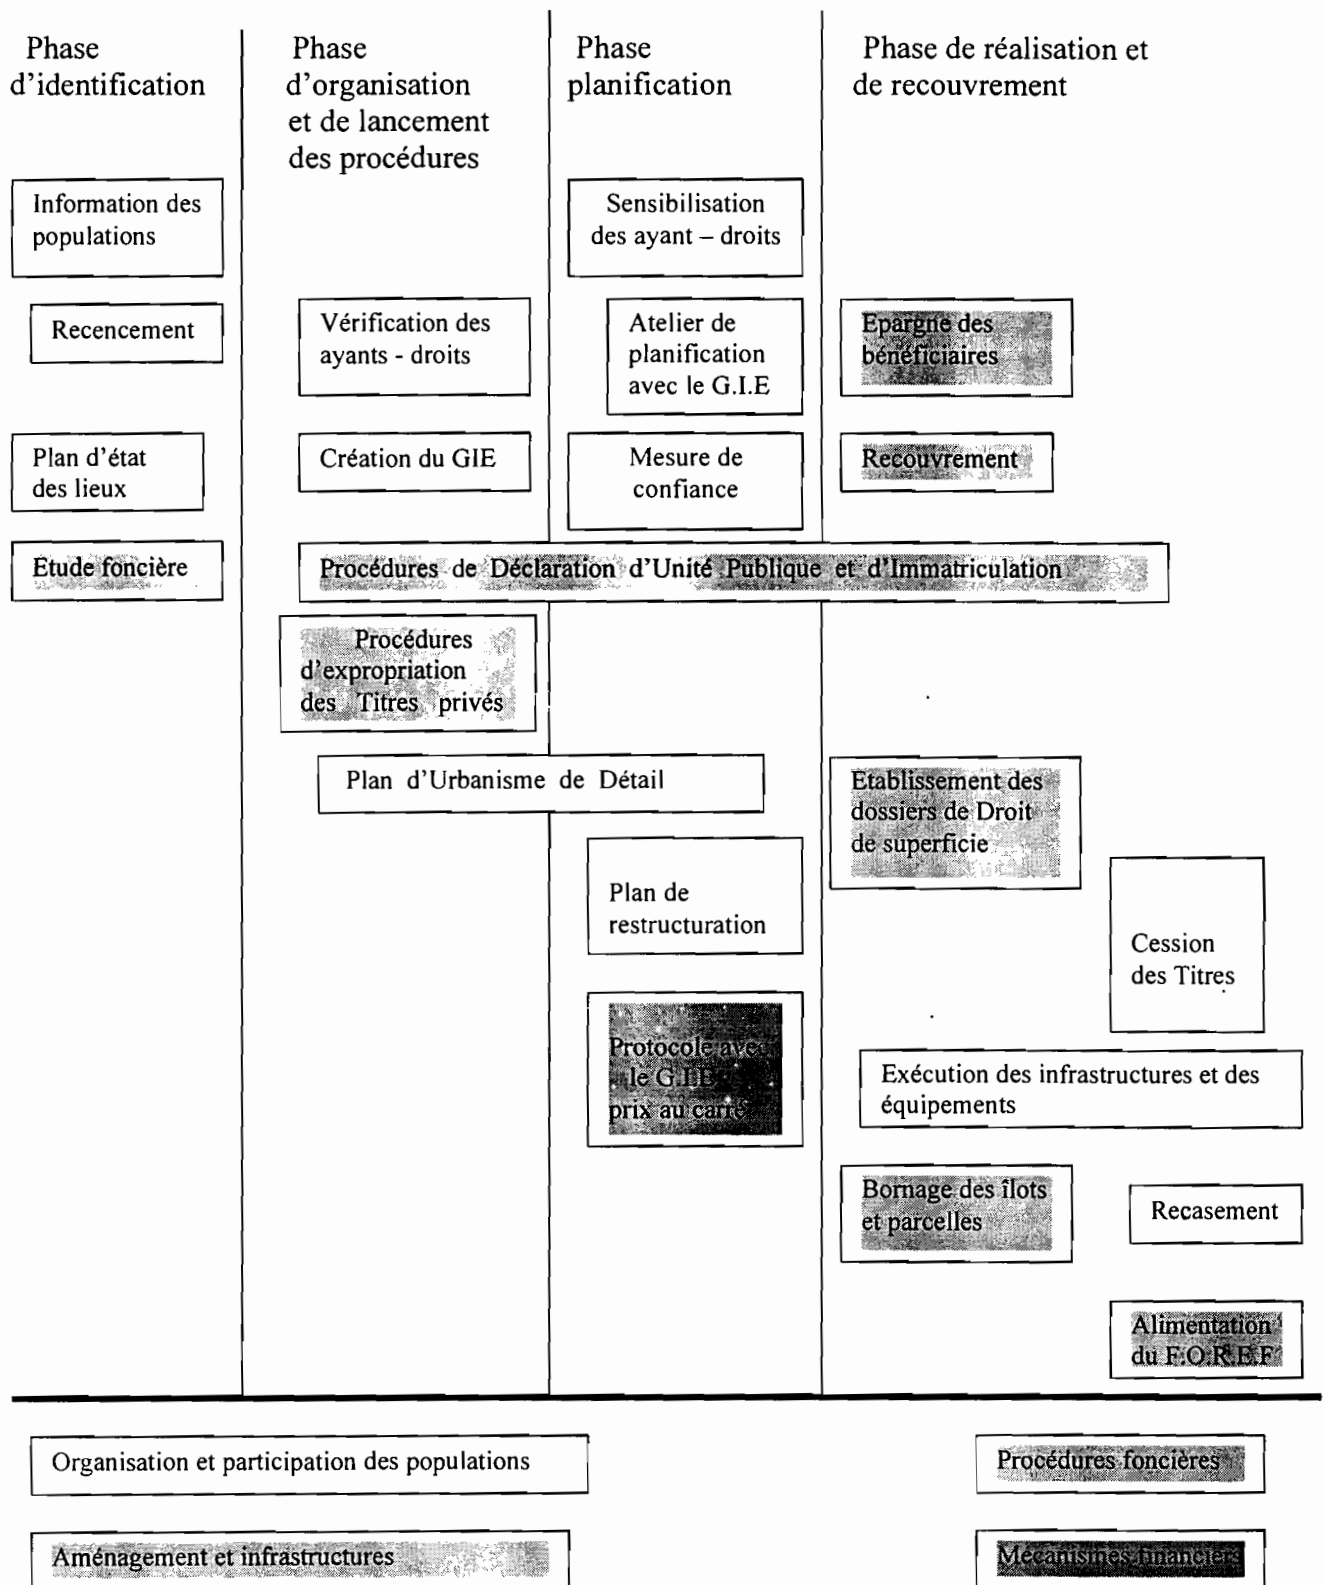 Phase
d'identification
Phase
d'organisation
et de lancement
des procédures
Phase
planification
Phase de réalisation et
de recouvrement
Information des
populations
Recencement
Plan d'état
des lieux
Etude foncière
Vérification des
ayants - droits
Création du GIE
Sensibilisation
des ayant – droits
Atelier de
planification
avec le G.I.E
Mesure de
confiance
Epargne des
bénéficiaires
Recouvrement
Procédures de Déclaration d'Unité Publique et d'Immatriculation
Procédures
d'expropriation
des Titres privés
Plan d'Urbanisme de Détail
Plan de
restructuration
Protocole avec
le G.I.E
prix au carré
Etablissement des
dossiers de Droit
de superficie
Cession
des Titres
Exécution des infrastructures et des
équipements
Bornage des îlots
et parcelles
Recasement
Alimentation
du F.O.R.E.F
Organisation et participation des populations
Procédures foncières
Aménagement et infrastructures
Mécanismes financiers